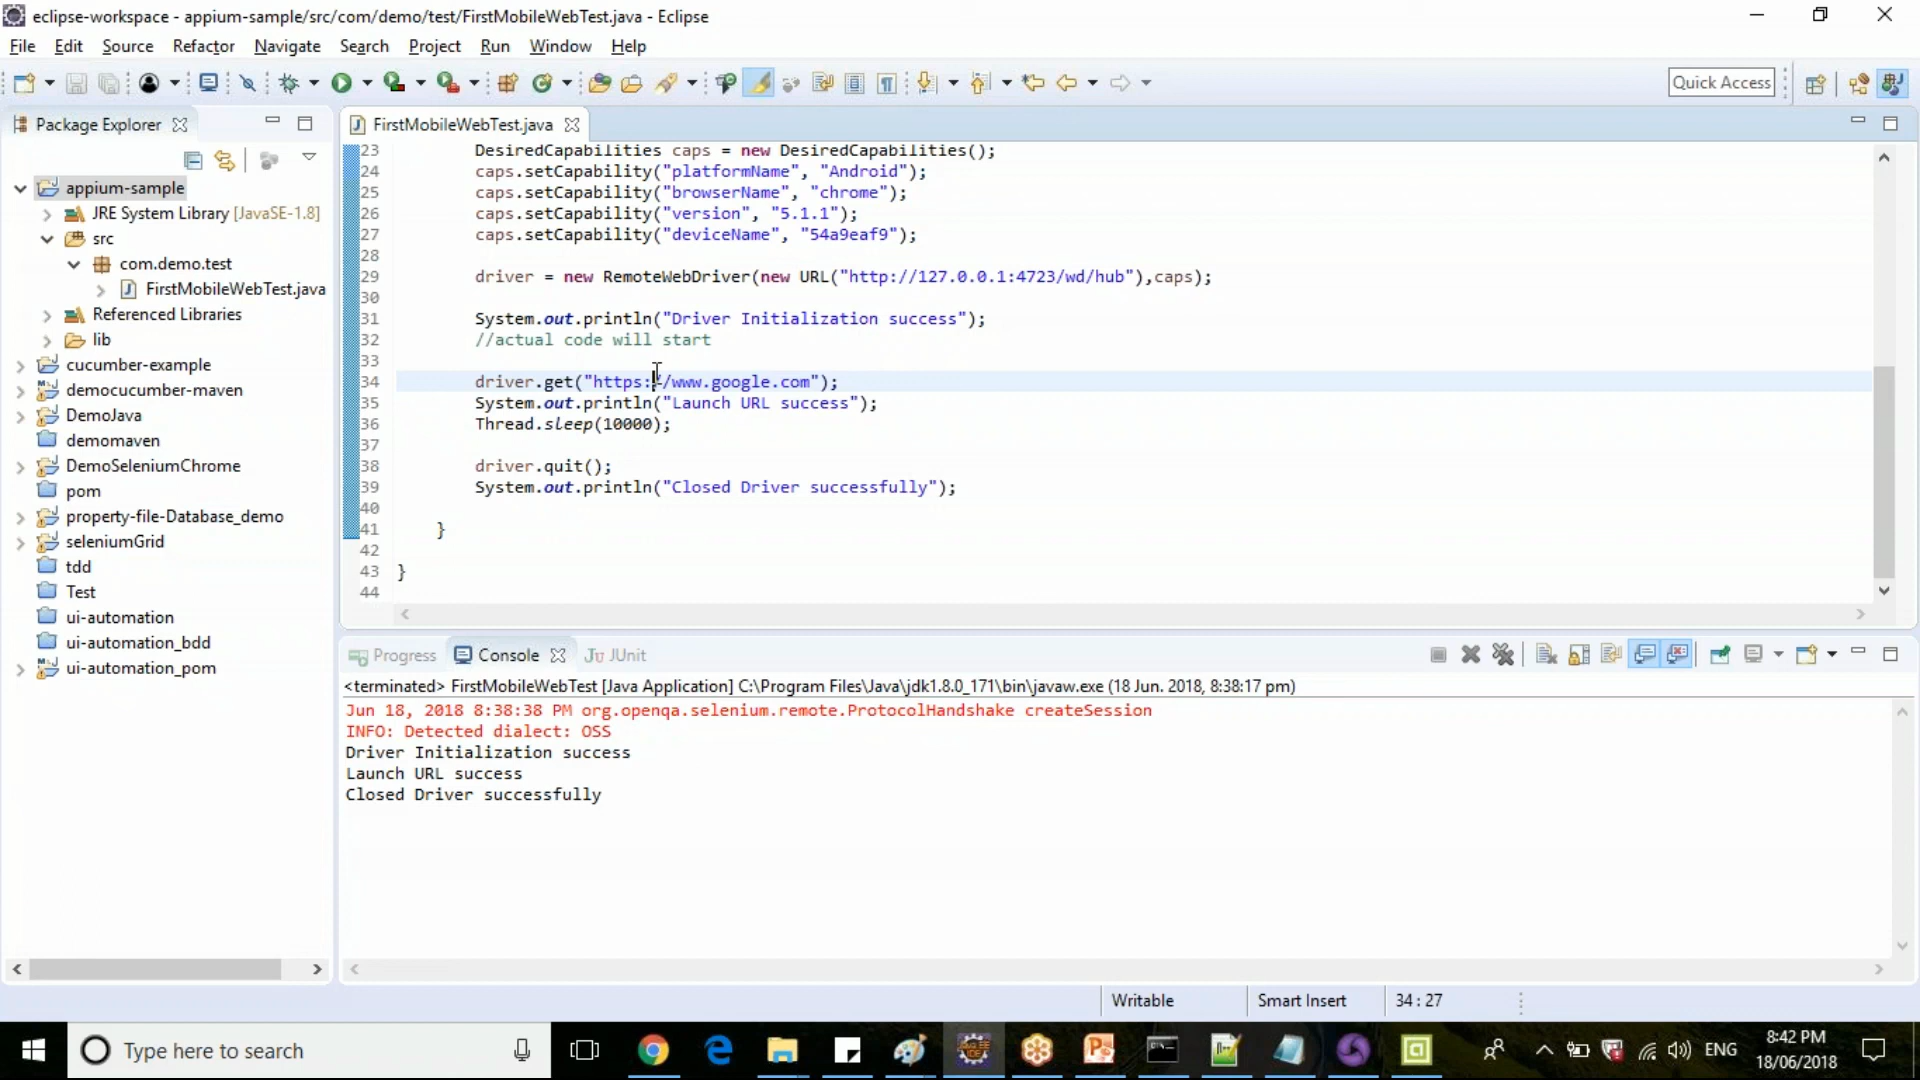 eclipse-workspace - appium-sample/src/com/demo/test/FirstMobileWebTest.java - Eclipse
File Edit Source Refactor Navigate Search Project Run Window Help
Quick Access
Package Explorer
FirstMobileWebTest.java
appium-sample
JRE System Library [JavaSE-1.8]
src
com.demo.test
FirstMobileWebTest.java
Referenced Libraries
lib
cucumber-example
democucumber-maven
DemoJava
demomaven
DemoSeleniumChrome
pom
property-file-Database_demo
seleniumGrid
tdd
Test
ui-automation
ui-automation_bdd
ui-automation_pom
23 DesiredCapabilities caps = new DesiredCapabilities();
24 caps.setCapability("platformName", "Android");
25 caps.setCapability("browserName", "chrome");
26 caps.setCapability("version", "5.1.1");
27 caps.setCapability("deviceName", "54a9eaf9");
28
29 driver = new RemoteWebDriver(new URL("http://127.0.0.1:4723/wd/hub"),caps);
30
31 System.out.println("Driver Initialization success");
32 //actual code will start
33
34 driver.get("https://www.google.com");
35 System.out.println("Launch URL success");
36 Thread.sleep(10000);
37
38 driver.quit();
39 System.out.println("Closed Driver successfully");
40
41 }
42
43 }
44
Progress Console JUnit
<terminated> FirstMobileWebTest [Java Application] C:\Program Files\Java\jdk1.8.0_171\bin\javaw.exe (18 Jun. 2018, 8:38:17 pm)
Jun 18, 2018 8:38:38 PM org.openqa.selenium.remote.ProtocolHandshake createSession
INFO: Detected dialect: OSS
Driver Initialization success
Launch URL success
Closed Driver successfully
Writable Smart Insert 34 : 27
Type here to search
ENG
8:42 PM
18/06/2018